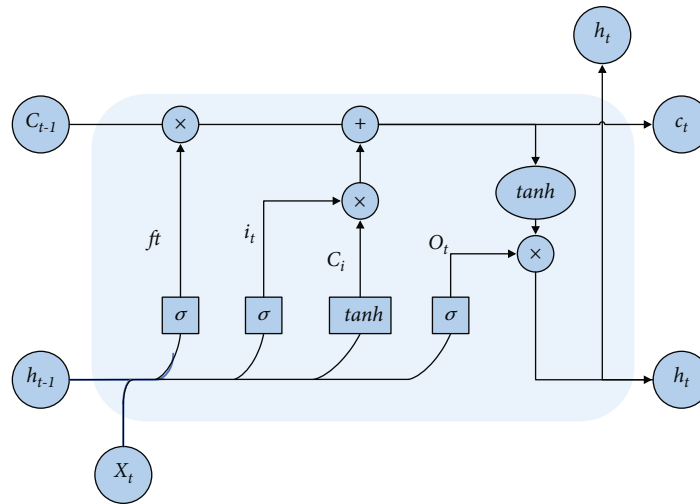 h_t
C_{t-1}
×
+
c_t
tanh
×
ft
i_t
C_i
O_t
×
σ
σ
tanh
σ
h_{t-1}
h_t
X_t